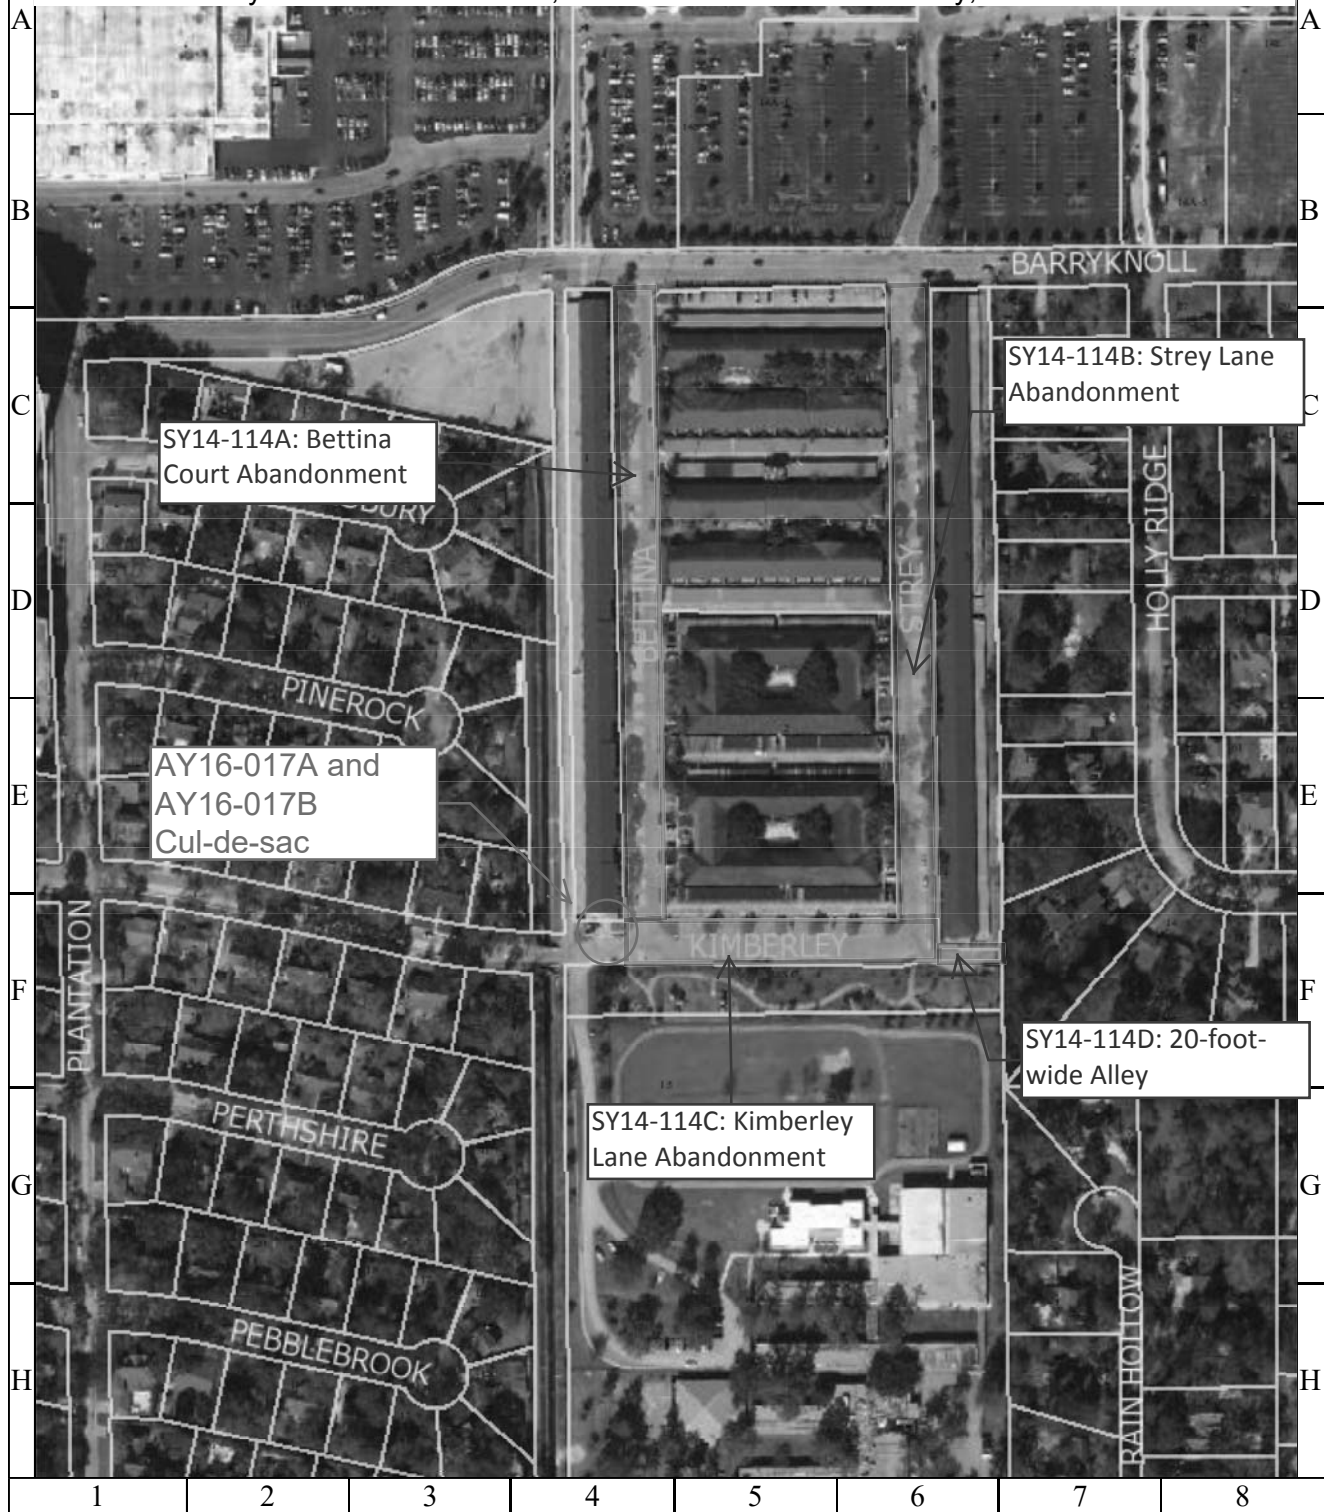 A
A
B
B
BARRYKNOLL
SY14-114B: Strey Lane
Abandonment
C
C
SY14-114A: Bettina
Court Abandonment
BURY
HOLLY RIDGE
BETTINA
STREY
D
D
PINEROCK
AY16-017A and
AY16-017B
Cul-de-sac
E
E
PLANTATION
KIMBERLEY
F
F
SY14-114D: 20-foot-
wide Alley
15
SY14-114C: Kimberley
Lane Abandonment
PERTHSHIRE
G
G
RAIN HOLLOW
PEBBLEBROOK
H
H
1 2 3 4 5 6 7 8